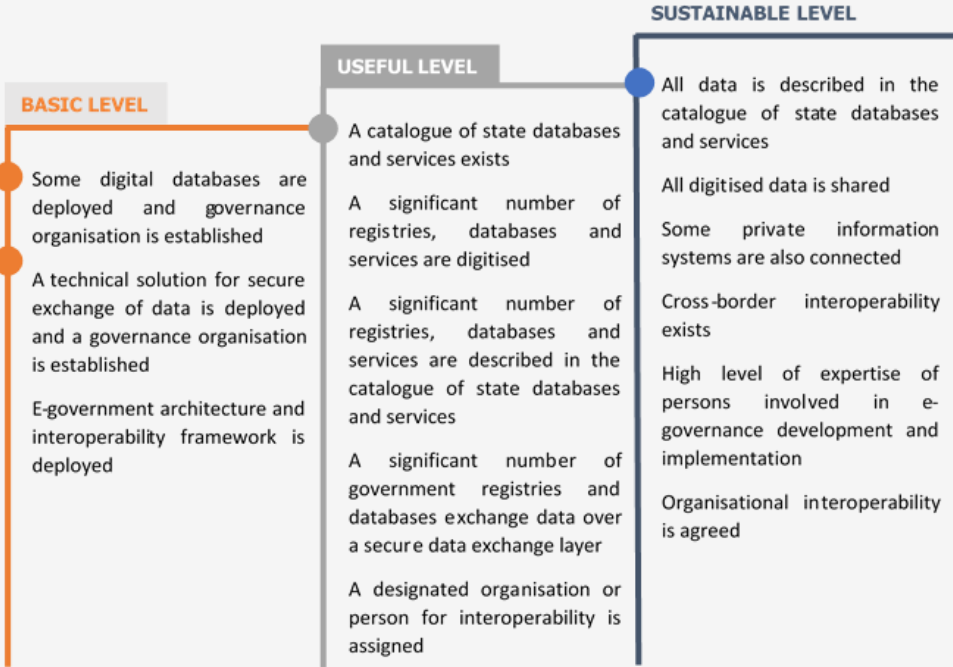 BASIC LEVEL
Some digital databases are
deployed and governance
organisation is established
A technical solution for secure
exchange of data is deployed
and a governance organisation
is established
E-government architecture and
interoperability framework is
deployed
USEFUL LEVEL
A catalogue of state databases
and services exists
A significant number of
registries, databases and
services are digitised
A significant number of
registries, databases and
services are described in the
catalogue of state databases
and services
A significant number of
government registries and
databases exchange data over
a secure data exchange layer
A designated organisation or
person for interoperability is
assigned
SUSTAINABLE LEVEL
All data is described in the
catalogue of state databases
and services
All digitised data is shared
Some private information
systems are also connected
Cross-border interoperability
exists
High level of expertise of
persons involved in e-
governance development and
implementation
Organisational interoperability
is agreed